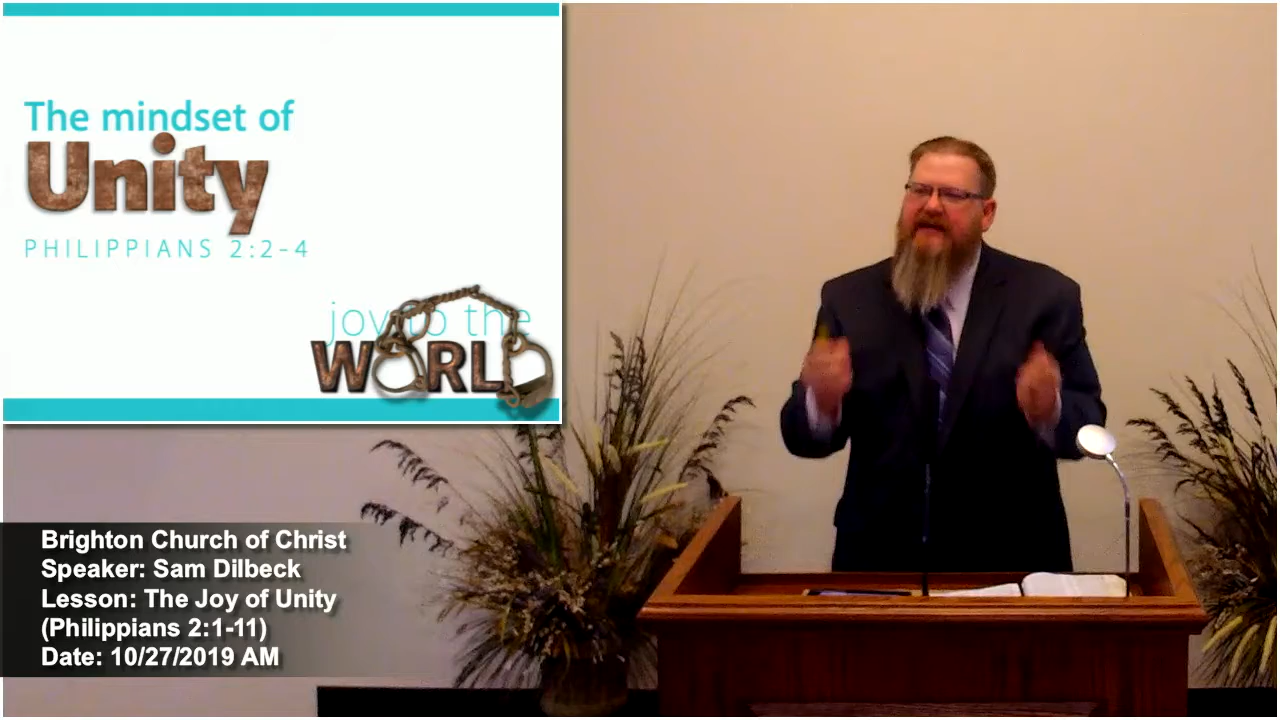 The mindset of
Unity
PHILIPPIANS 2:2-4
joy to the
WORLD
Brighton Church of Christ
Speaker: Sam Dilbeck
Lesson: The Joy of Unity
(Philippians 2:1-11)
Date: 10/27/2019 AM